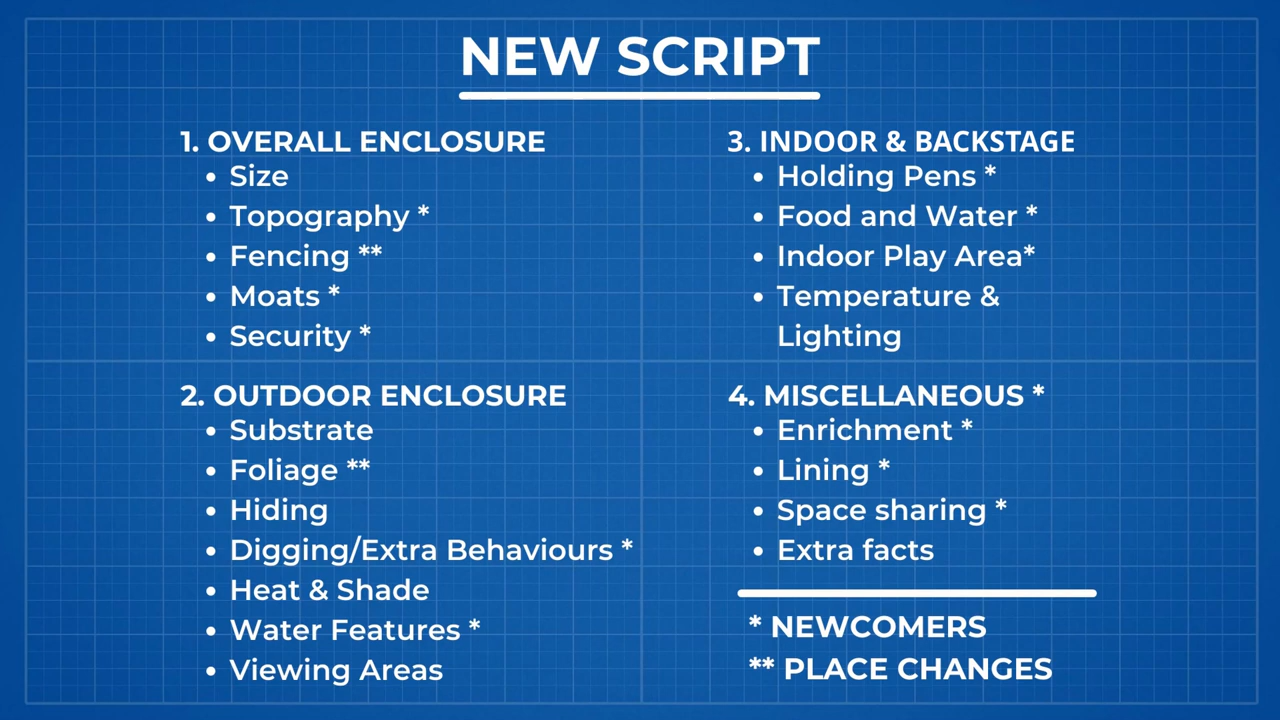 NEW SCRIPT
1. OVERALL ENCLOSURE
• Size
• Topography *
• Fencing **
• Moats *
• Security *
2. OUTDOOR ENCLOSURE
• Substrate
• Foliage **
• Hiding
• Digging/Extra Behaviours *
• Heat & Shade
• Water Features *
• Viewing Areas
3. INDOOR & BACKSTAGE
• Holding Pens *
• Food and Water *
• Indoor Play Area*
• Temperature &
Lighting
4. MISCELLANEOUS *
• Enrichment *
• Lining *
• Space sharing *
• Extra facts
* NEWCOMERS
** PLACE CHANGES